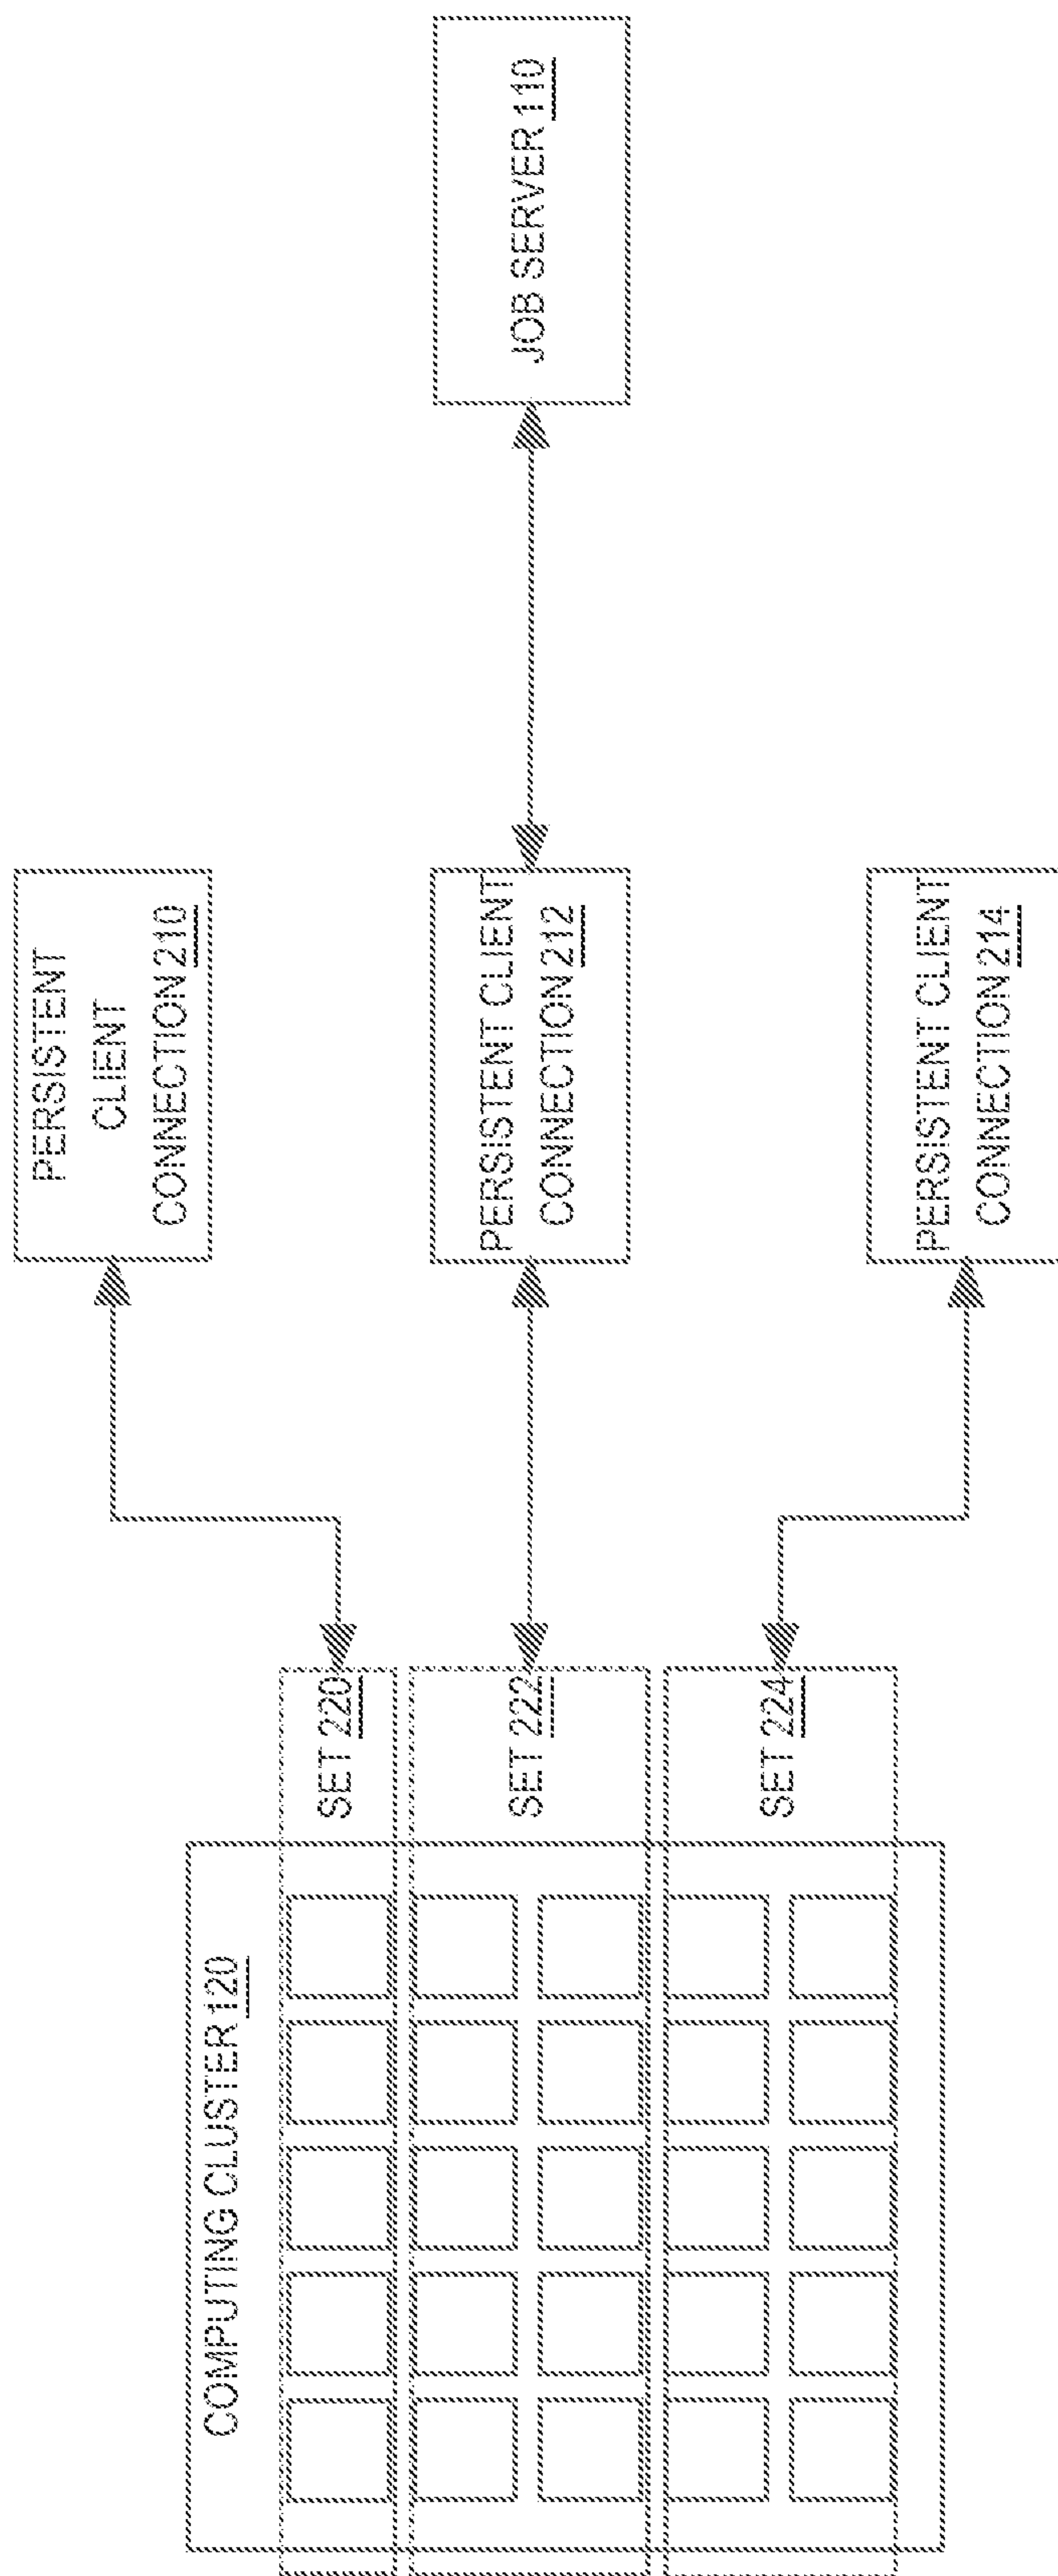 COMPUTING CLUSTER 120
SET 220
SET 222
SET 224
PERSISTENT
CLIENT
CONNECTION 210
PERSISTENT CLIENT
CONNECTION 212
PERSISTENT CLIENT
CONNECTION 214
JOB SERVER 110